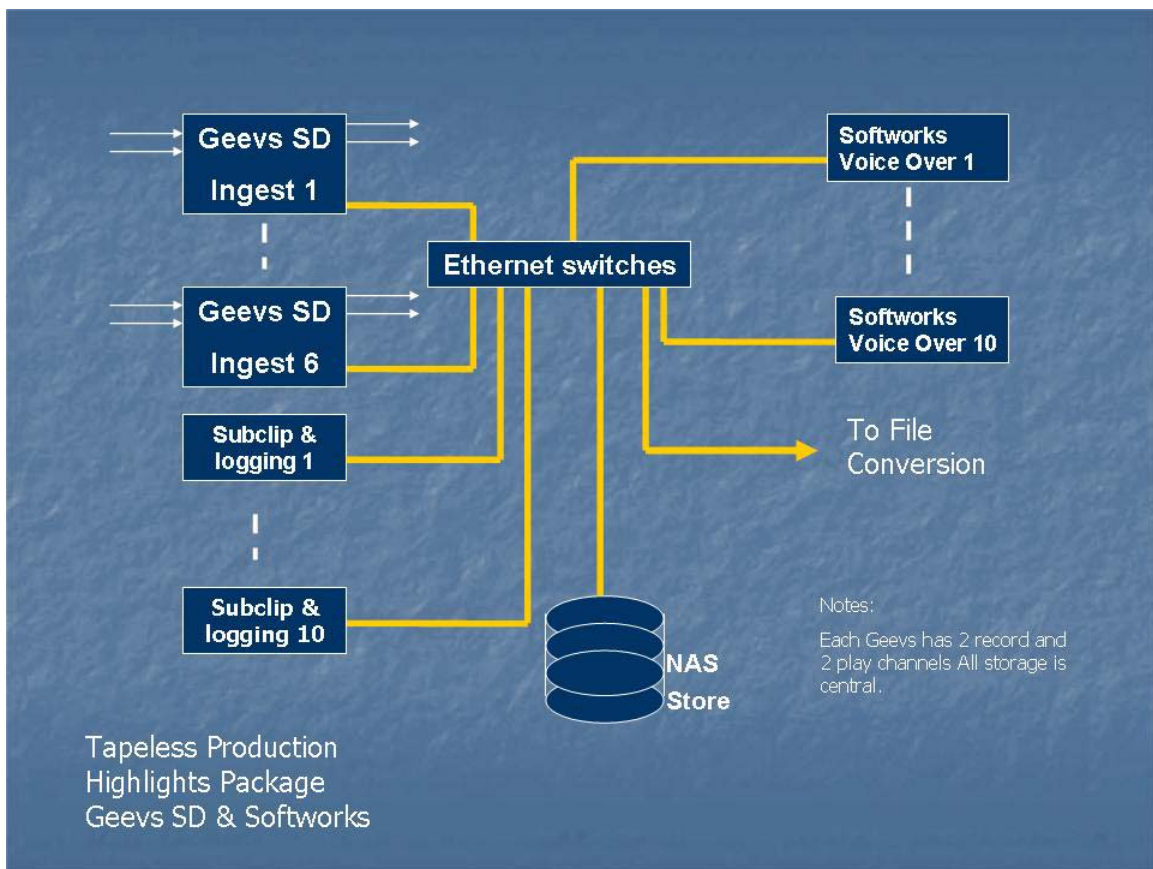 Geevs SD
Ingest 1
Softworks
Voice Over 1
Ethernet switches
Geevs SD
Ingest 6
Softworks
Voice Over 10
Subclip &
logging 1
To File
Conversion
Subclip &
logging 10
NAS
Store
Notes:
Each Geevs has 2 record and
2 play channels All storage is
central.
Tapeless Production
Highlights Package
Geevs SD & Softworks